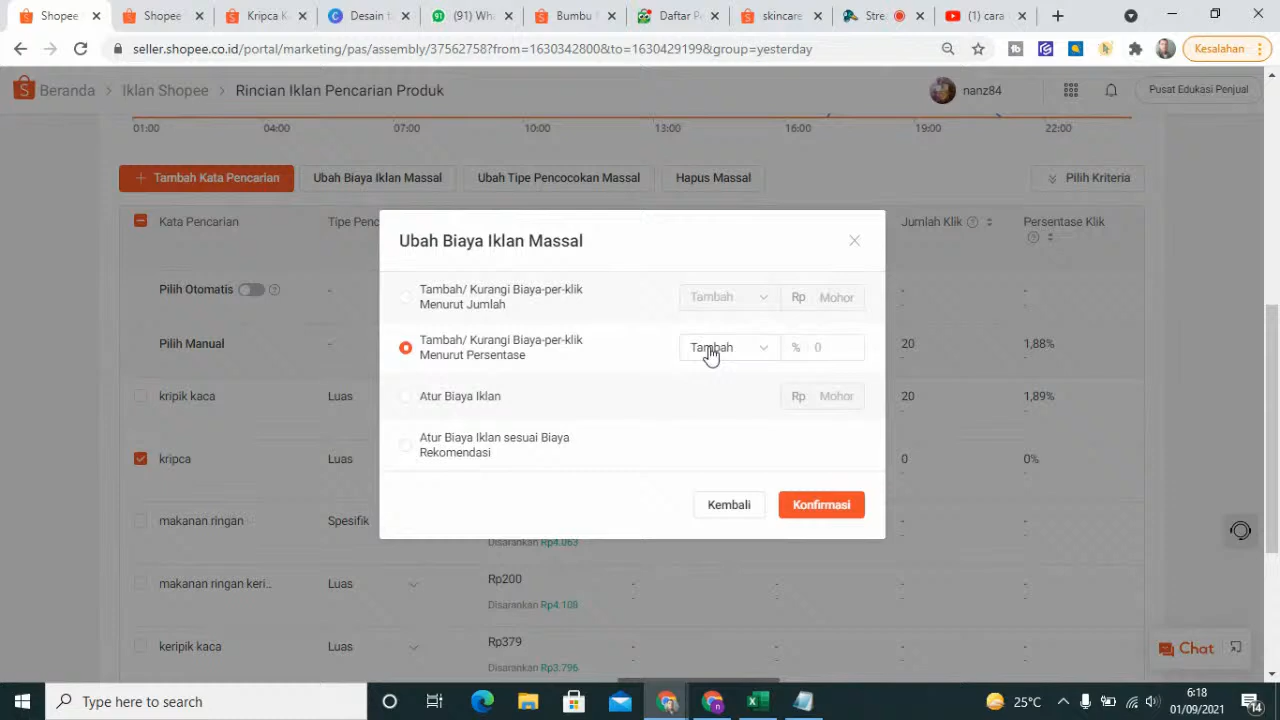 Shopee
Shopee
Kripca K
Desain t
(91) Wh
Bumbu
Daftar P
skincare
Stre
(1) cara
seller.shopee.co.id/portal/marketing/pas/assembly/37562758?from=1630342800&to=1630429199&group=yesterday
Kesalahan
Beranda > Iklan Shopee > Rincian Iklan Pencarian Produk
nanz84
Pusat Edukasi Penjual
01:00 04:00 07:00 10:00 13:00 16:00 19:00 22:00
+ Tambah Kata Pencarian
Ubah Biaya Iklan Massal
Ubah Tipe Pencocokan Massal
Hapus Massal
Pilih Kriteria
Kata Pencarian
Tipe Penc
Jumlah Klik
Persentase Klik
Ubah Biaya Iklan Massal
Tambah/ Kurangi Biaya-per-klik
Menurut Jumlah
Tambah
Rp
Mohor
Tambah/ Kurangi Biaya-per-klik
Menurut Persentase
Tambah
% 0
Atur Biaya Iklan
Rp
Mohor
Atur Biaya Iklan sesuai Biaya
Rekomendasi
Kembali
Konfirmasi
Pilih Otomatis - - -
Pilih Manual - 20 1,88%
kripik kaca Luas 20 1,89%
kripca Luas 0 0%
makanan ringan Spesifik - -
Disarankan Rp4.063
makanan ringan keri.. Luas Rp200 - - - -
Disarankan Rp4.108
keripik kaca Luas Rp379 - - - -
Disarankan Rp3.796
Chat
Type here to search
25°C
6:18
01/09/2021
14